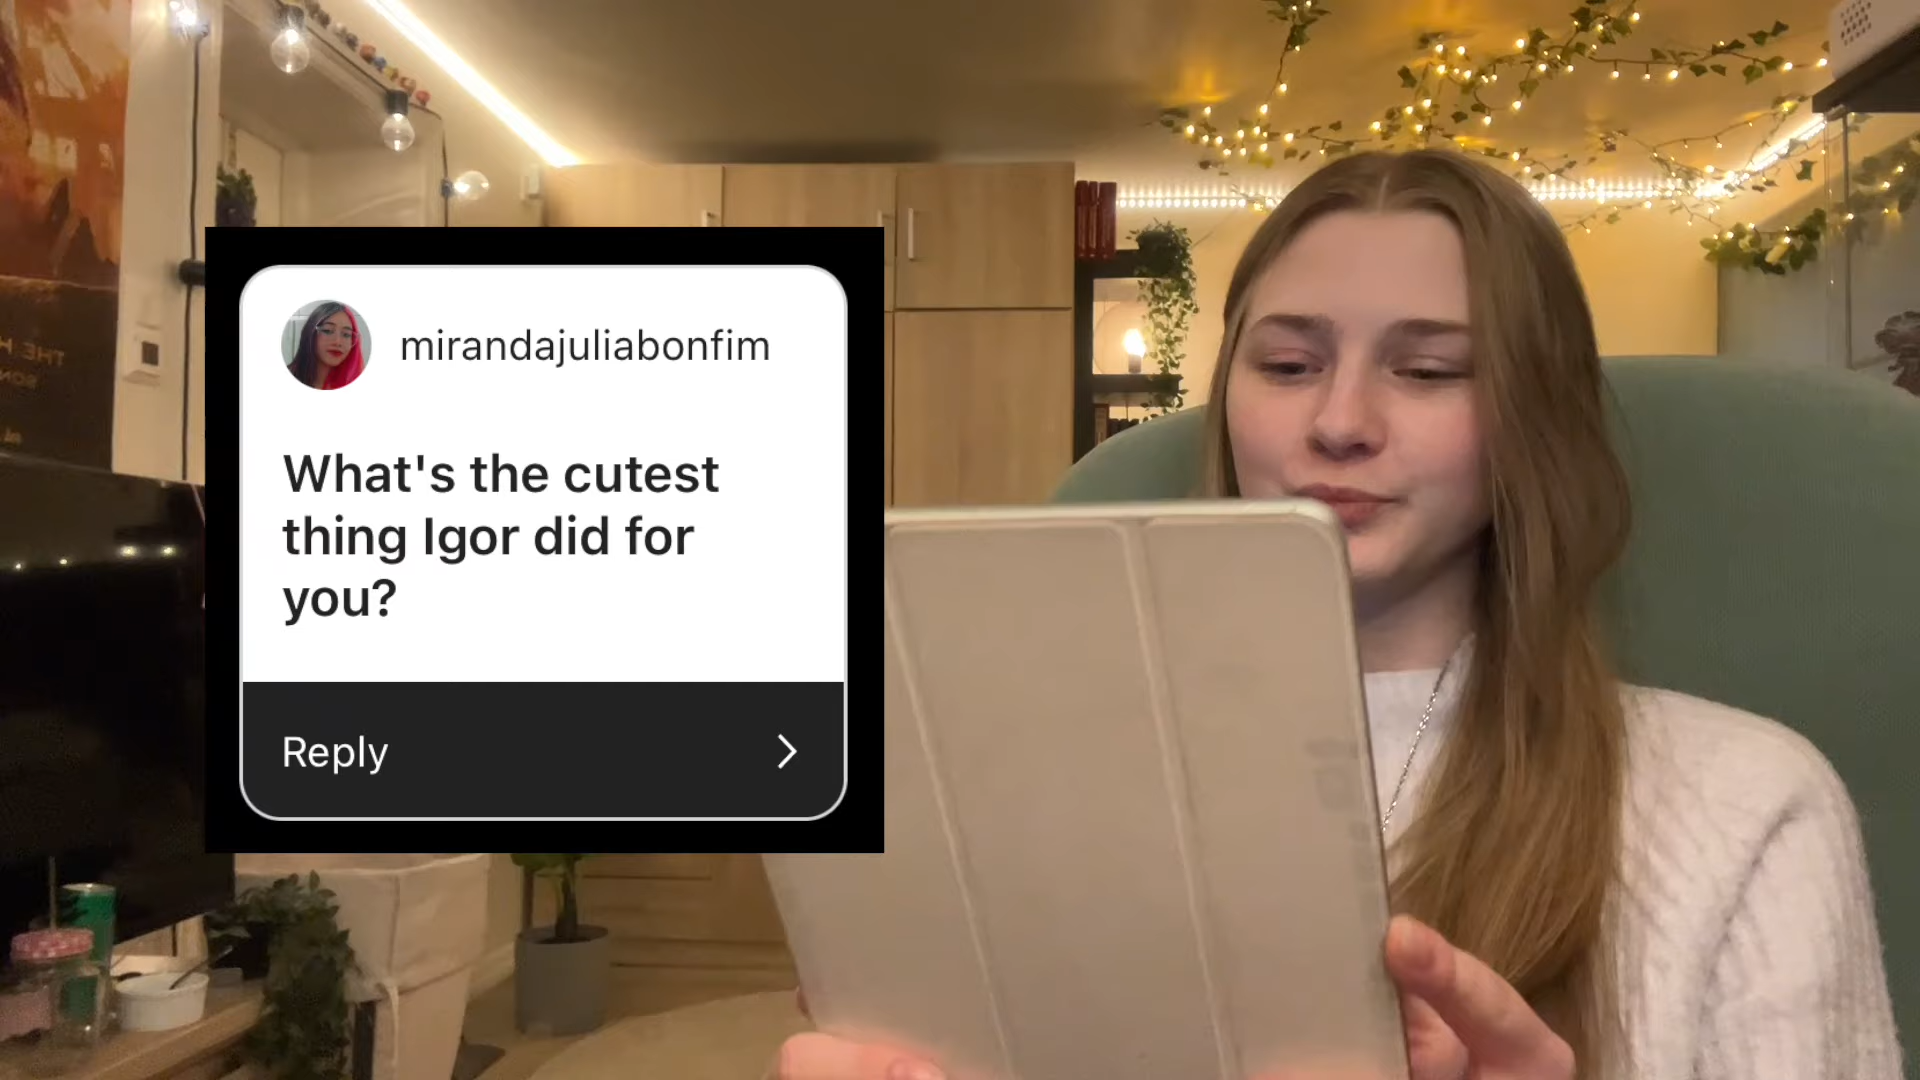 mirandajuliabonfim
What's the cutest
thing Igor did for
you?
Reply